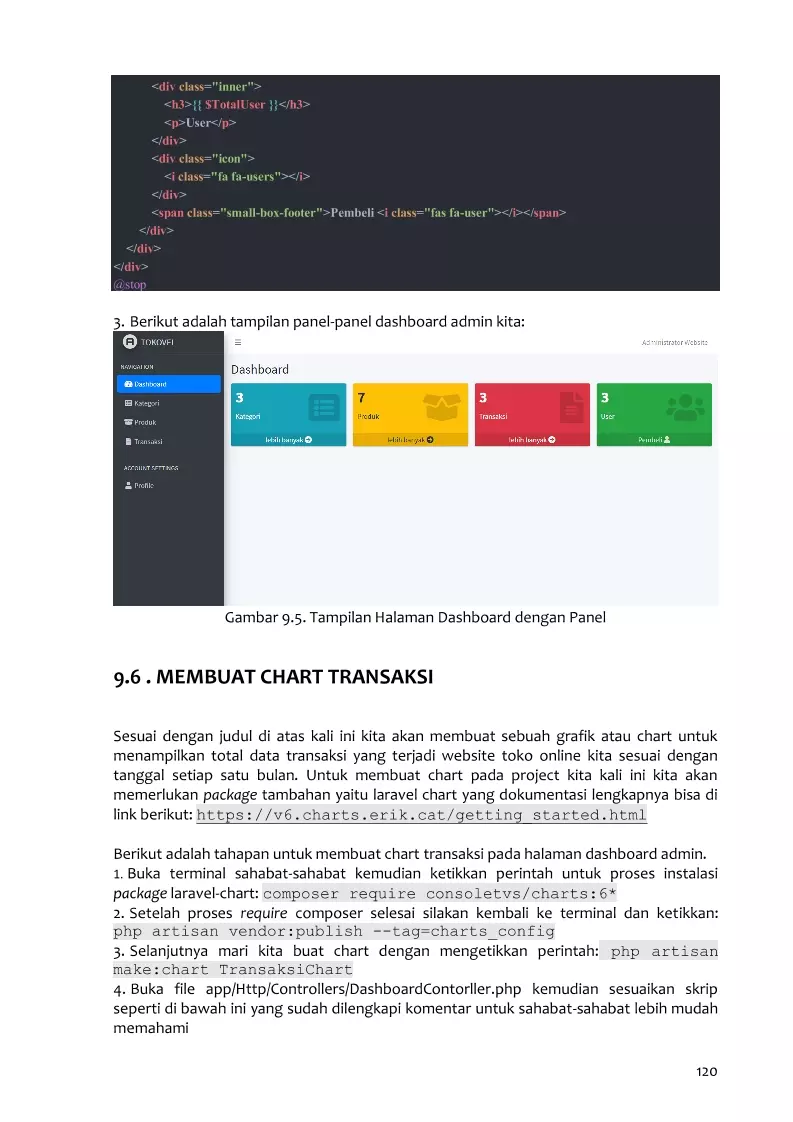 <div class="inner">
<h3>{{ $TotalUser }}</h3>
<p>User</p>
</div>
<div class="icon">
<i class="fa fa-users"></i>
</div>
<span class="small-box-footer">Pembeli <i class="fas fa-user"></i></span>
</div>
</div>
</div>
@stop
3. Berikut adalah tampilan panel-panel dashboard admin kita:
TOKOVEL
Administrator Website
NAVIGATION
Dashboard
Kategori
Produk
Transaksi
ACCOUNT SETTINGS
Profile
Dashboard
3 7 3 3
Kategori Produk Transaksi User
lebih banyak lebih banyak lebih banyak Pembeli
Gambar 9.5. Tampilan Halaman Dashboard dengan Panel
9.6 . MEMBUAT CHART TRANSAKSI
Sesuai dengan judul di atas kali ini kita akan membuat sebuah grafik atau chart untuk
menampilkan total data transaksi yang terjadi website toko online kita sesuai dengan
tanggal setiap satu bulan. Untuk membuat chart pada project kita kali ini kita akan
memerlukan package tambahan yaitu laravel chart yang dokumentasi lengkapnya bisa di
link berikut: https://v6.charts.erik.cat/getting_started.html
Berikut adalah tahapan untuk membuat chart transaksi pada halaman dashboard admin.
1. Buka terminal sahabat-sahabat kemudian ketikkan perintah untuk proses instalasi
package laravel-chart: composer require consoletvs/charts:6*
2. Setelah proses require composer selesai silakan kembali ke terminal dan ketikkan:
php artisan vendor:publish --tag=charts_config
3. Selanjutnya mari kita buat chart dengan mengetikkan perintah: php artisan
make:chart TransaksiChart
4. Buka file app/Http/Controllers/DashboardContorller.php kemudian sesuaikan skrip
seperti di bawah ini yang sudah dilengkapi komentar untuk sahabat-sahabat lebih mudah
memahami
120